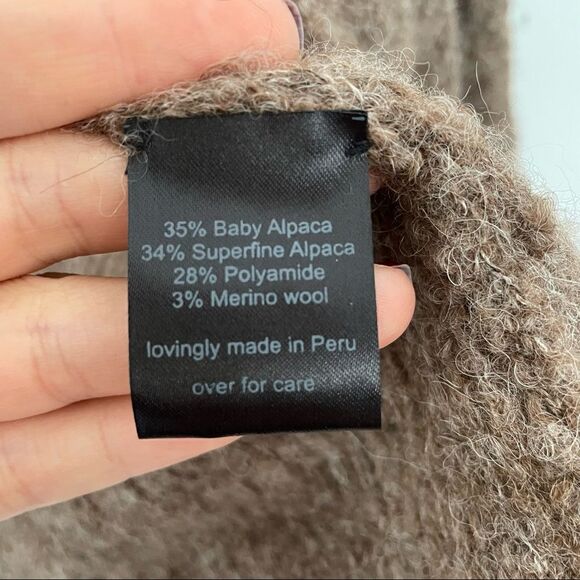 35% Baby Alpaca
34% Superfine Alpaca
28% Polyamide
3% Merino wool
lovingly made in Peru
over for care